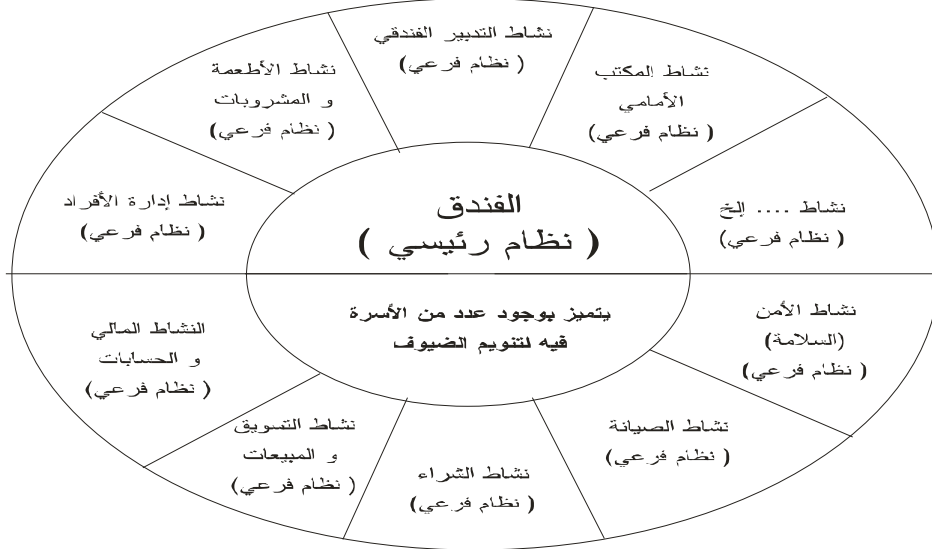 الفندق
( نظام رئيسي )
يتميز بوجود عدد من الأسرة
فيه لتنويم الضيوف
نشاط التدبير الفندقي
( نظام فرعي )
نشاط المكتب
الأمامي
( نظام فرعي )
نشاط .... إلخ
( نظام فرعي )
نشاط الأمن
(السلامة)
( نظام فرعي )
نشاط الصيانة
( نظام فرعي )
نشاط الشراء
( نظام فرعي )
نشاط التسويق
و المبيعات
( نظام فرعي )
النشاط المالي
و الحسابات
( نظام فرعي )
نشاط إدارة الأفراد
( نظام فرعي )
نشاط الأطعمة
و المشروبات
( نظام فرعي )